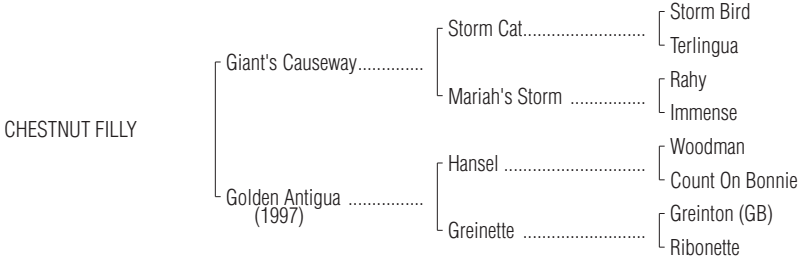 Storm Bird
Storm Cat..........................
Terlingua
Giant's Causeway..............
Rahy
Mariah's Storm ................
Immense
CHESTNUT FILLY
Woodman
Hansel ..............................
Count On Bonnie
Golden Antigua ................
(1997)
Greinton (GB)
Greinette ..........................
Ribonette